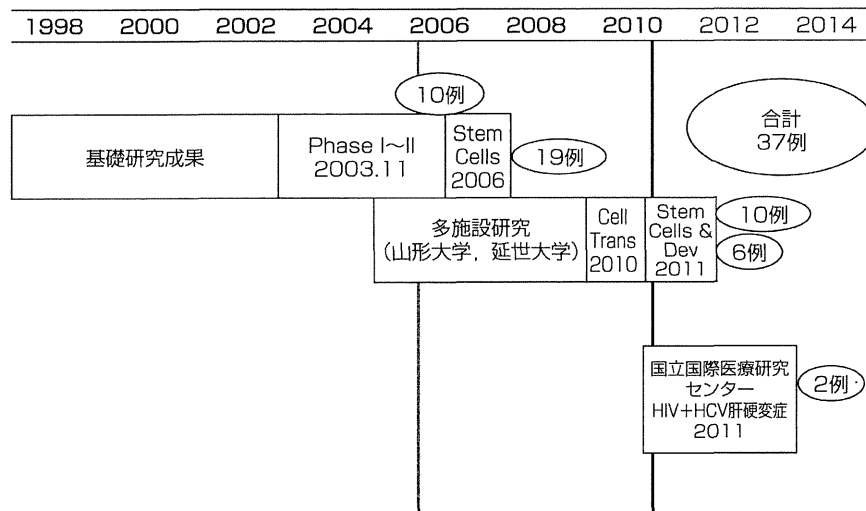 1998 2000 2002 2004 2006 2008 2010 2012 2014
10例
合計
37例
基礎研究成果
Phase I~II
2003.11
Stem
Cells
2006
19例
多施設研究
(山形大学, 延世大学)
Cell
Trans
2010
Stem
Cells &
Dev
2011
10例
6例
国立国際医療研究
センター
HIV+HCV肝硬変症
2011
2例